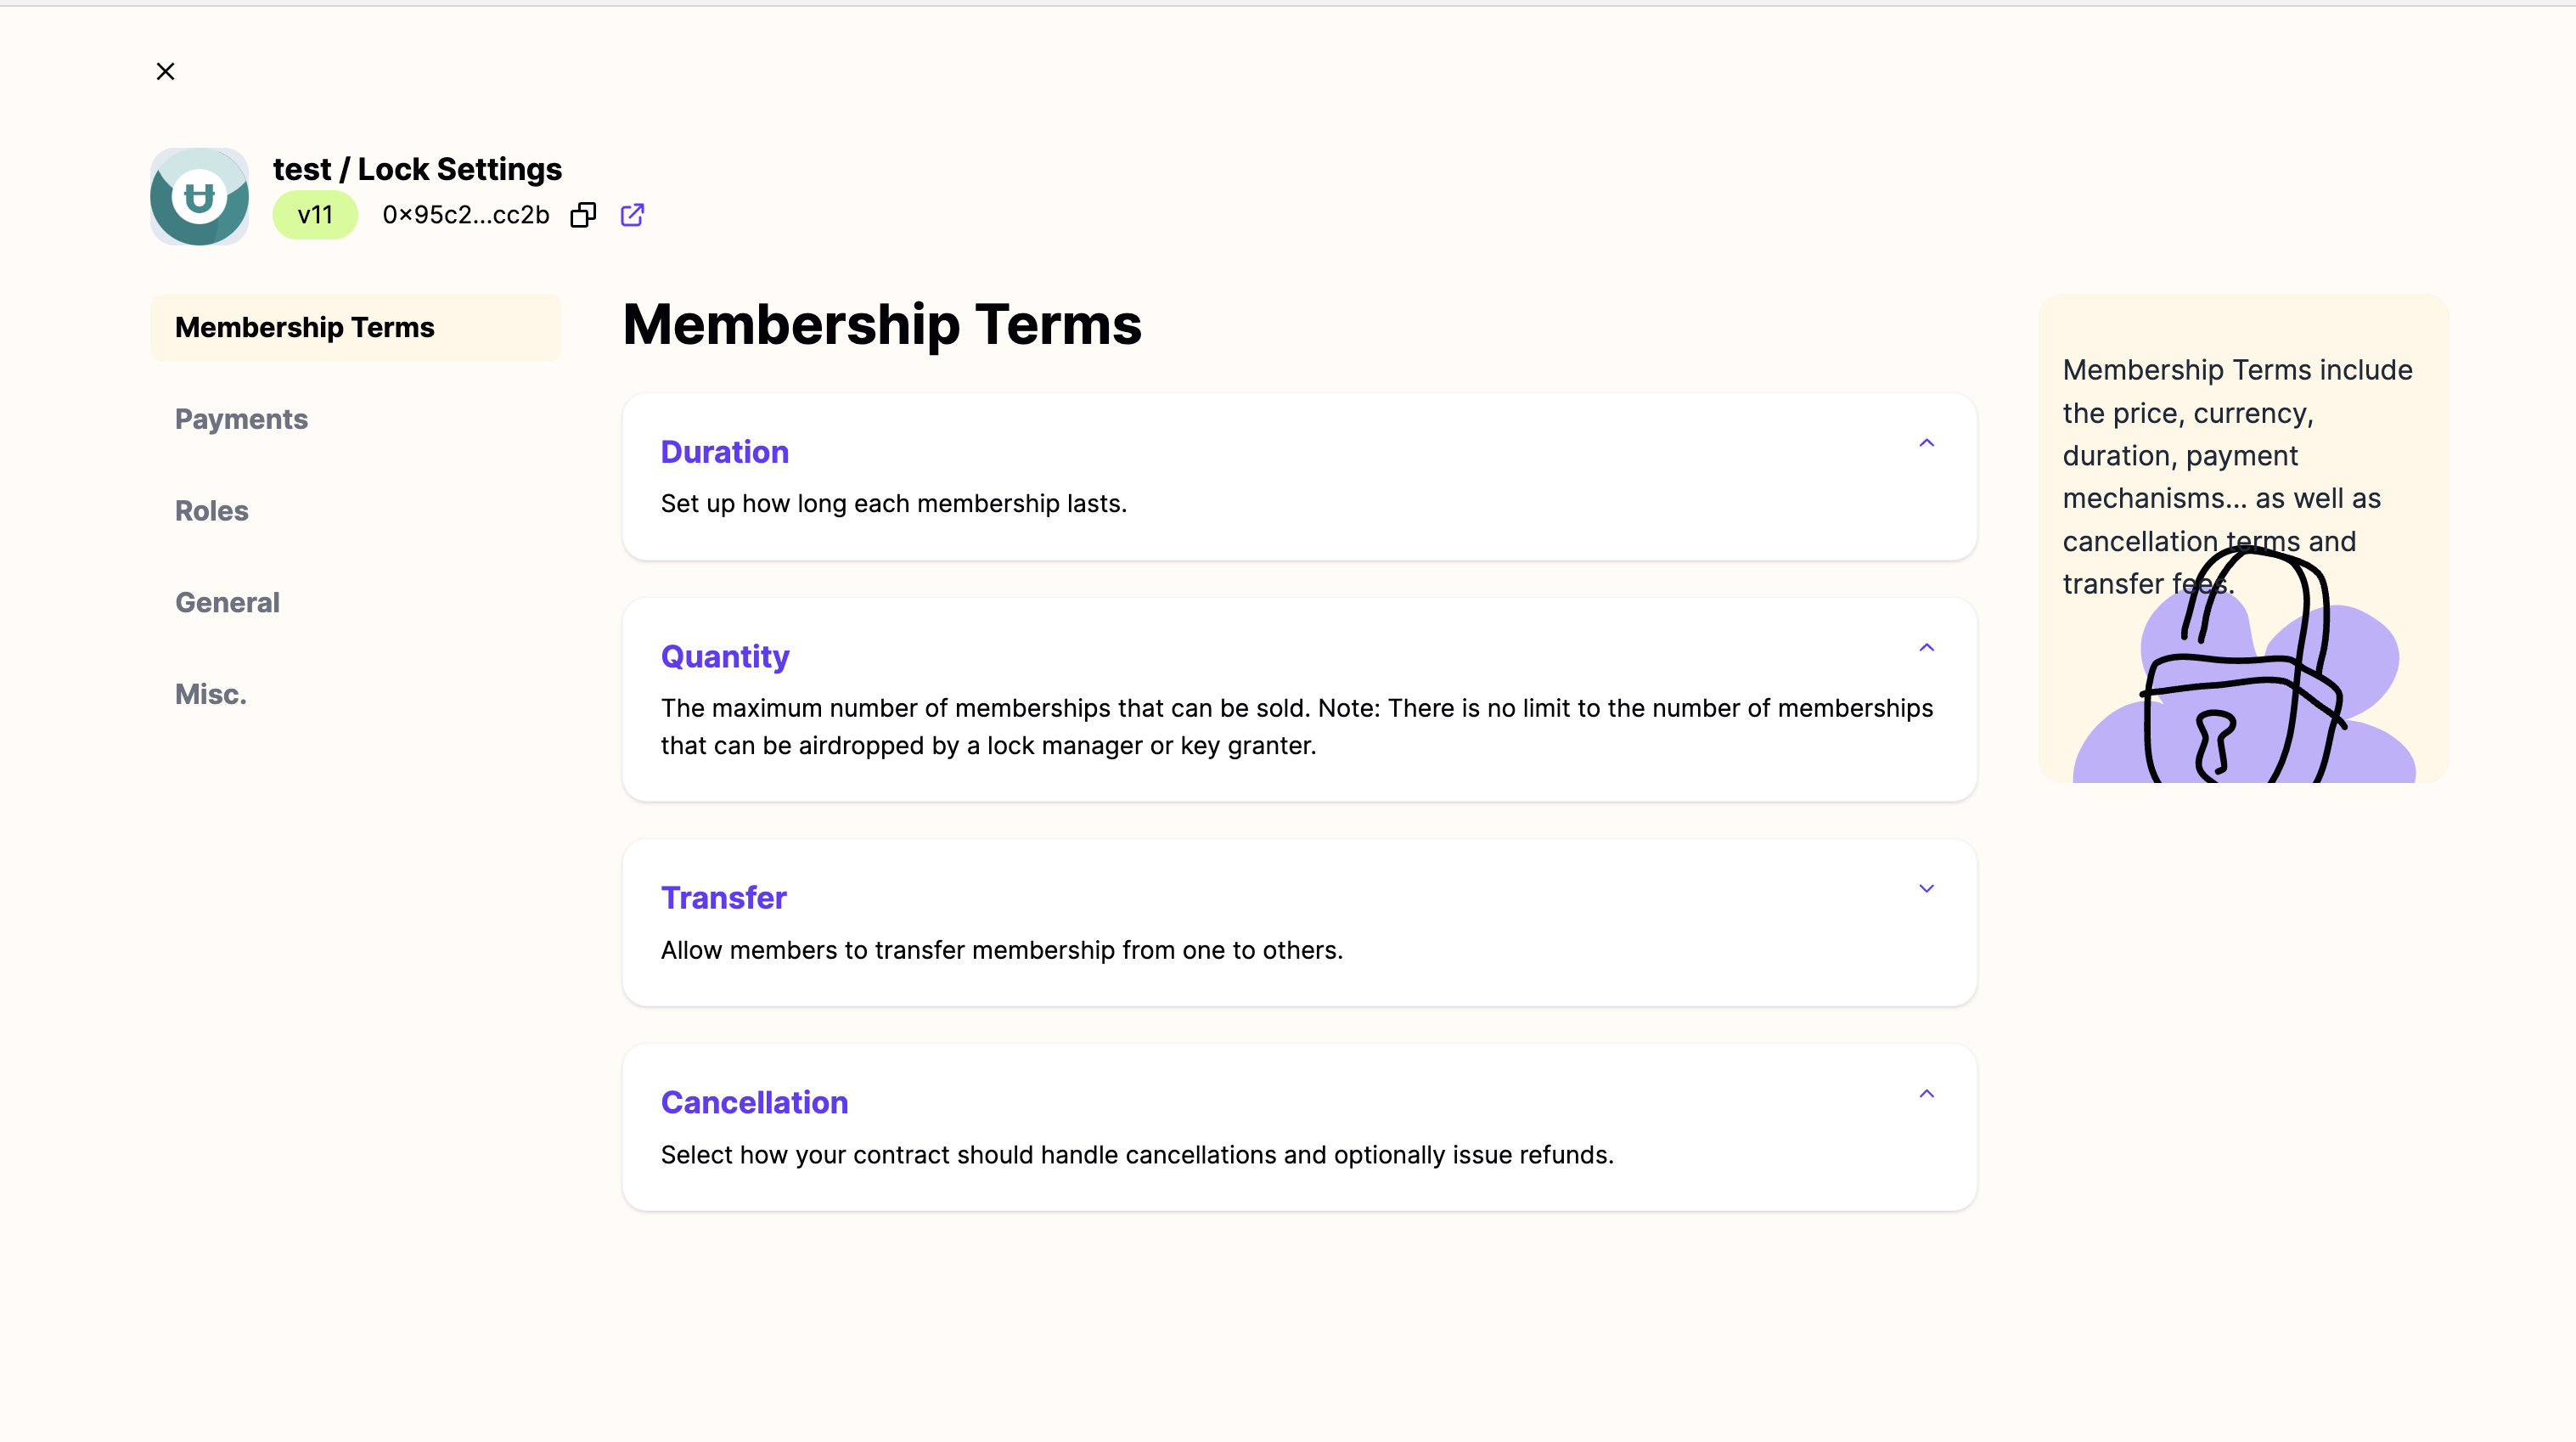 test / Lock Settings
v11
0x95c2...cc2b
Membership Terms
Payments
Roles
General
Misc.
Membership Terms
Duration
Set up how long each membership lasts.
Quantity
The maximum number of memberships that can be sold. Note: There is no limit to the number of memberships
that can be airdropped by a lock manager or key granter.
Transfer
Allow members to transfer membership from one to others.
Cancellation
Select how your contract should handle cancellations and optionally issue refunds.
Membership Terms include
the price, currency,
duration, payment
mechanisms... as well as
cancellation terms and
transfer fees.